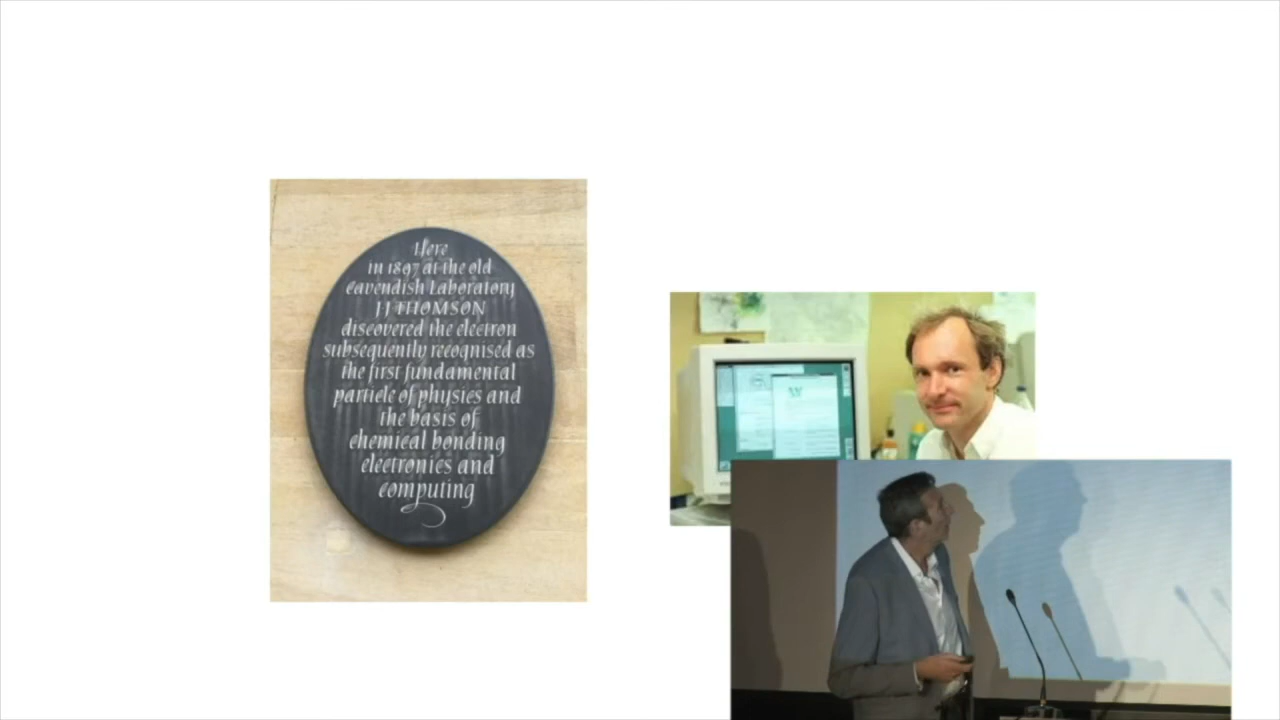 Here
in 1897 at the old
Cavendish Laboratory
J J THOMSON
discovered the electron
subsequently recognised as
the first fundamental
particle of physics and
the basis of
chemical bonding
electronics and
computing